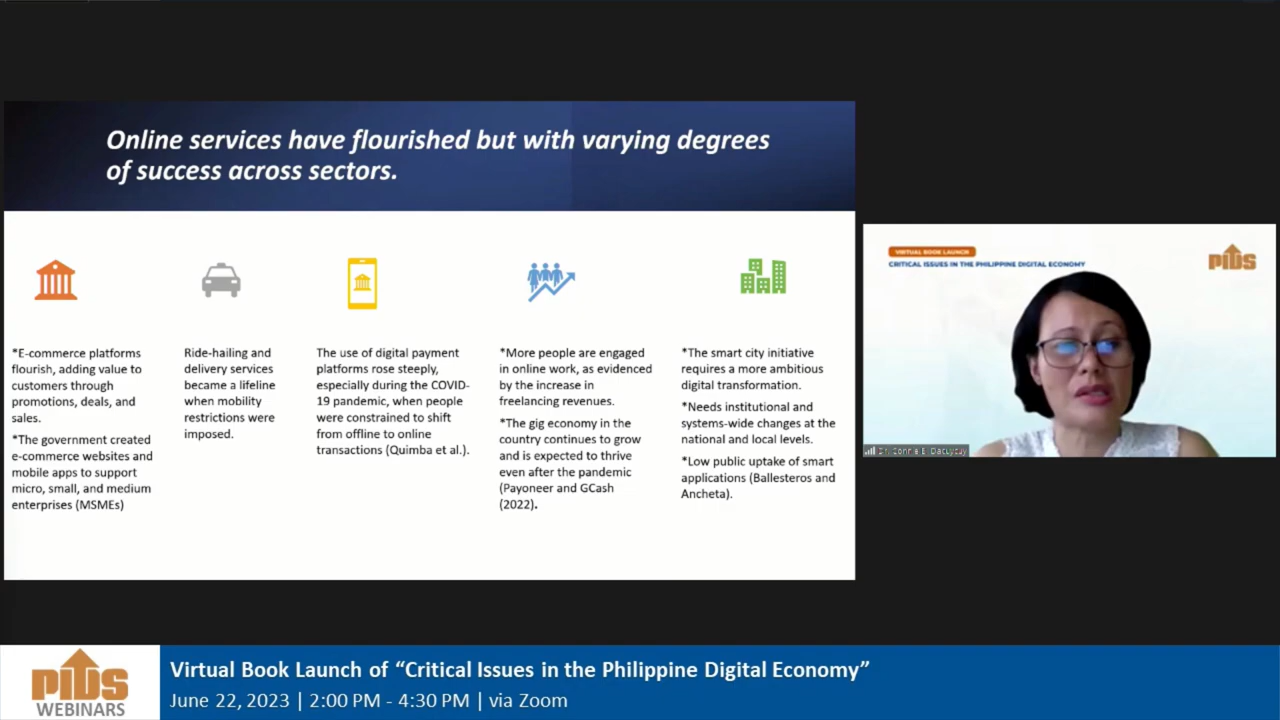 Online services have flourished but with varying degrees
of success across sectors.
*E-commerce platforms
flourish, adding value to
customers through
promotions, deals, and
sales.
*The government created
e-commerce websites and
mobile apps to support
micro, small, and medium
enterprises (MSMEs)
Ride-hailing and
delivery services
became a lifeline
when mobility
restrictions were
imposed.
The use of digital payment
platforms rose steeply,
especially during the COVID-
19 pandemic, when people
were constrained to shift
from offline to online
transactions (Quimba et al.).
*More people are engaged
in online work, as evidenced
by the increase in
freelancing revenues.
*The gig economy in the
country continues to grow
and is expected to thrive
even after the pandemic
(Payoneer and GCash
(2022).
*The smart city initiative
requires a more ambitious
digital transformation.
*Needs institutional and
systems-wide changes at the
national and local levels.
*Low public uptake of smart
applications (Ballesteros and
Ancheta).
VIRTUAL BOOK LAUNCH
CRITICAL ISSUES IN THE PHILIPPINE DIGITAL ECONOMY
PIDS
Dr. Connie B. Dacuycuy
PIDS
WEBINARS
Virtual Book Launch of “Critical Issues in the Philippine Digital Economy”
June 22, 2023 | 2:00 PM - 4:30 PM | via Zoom